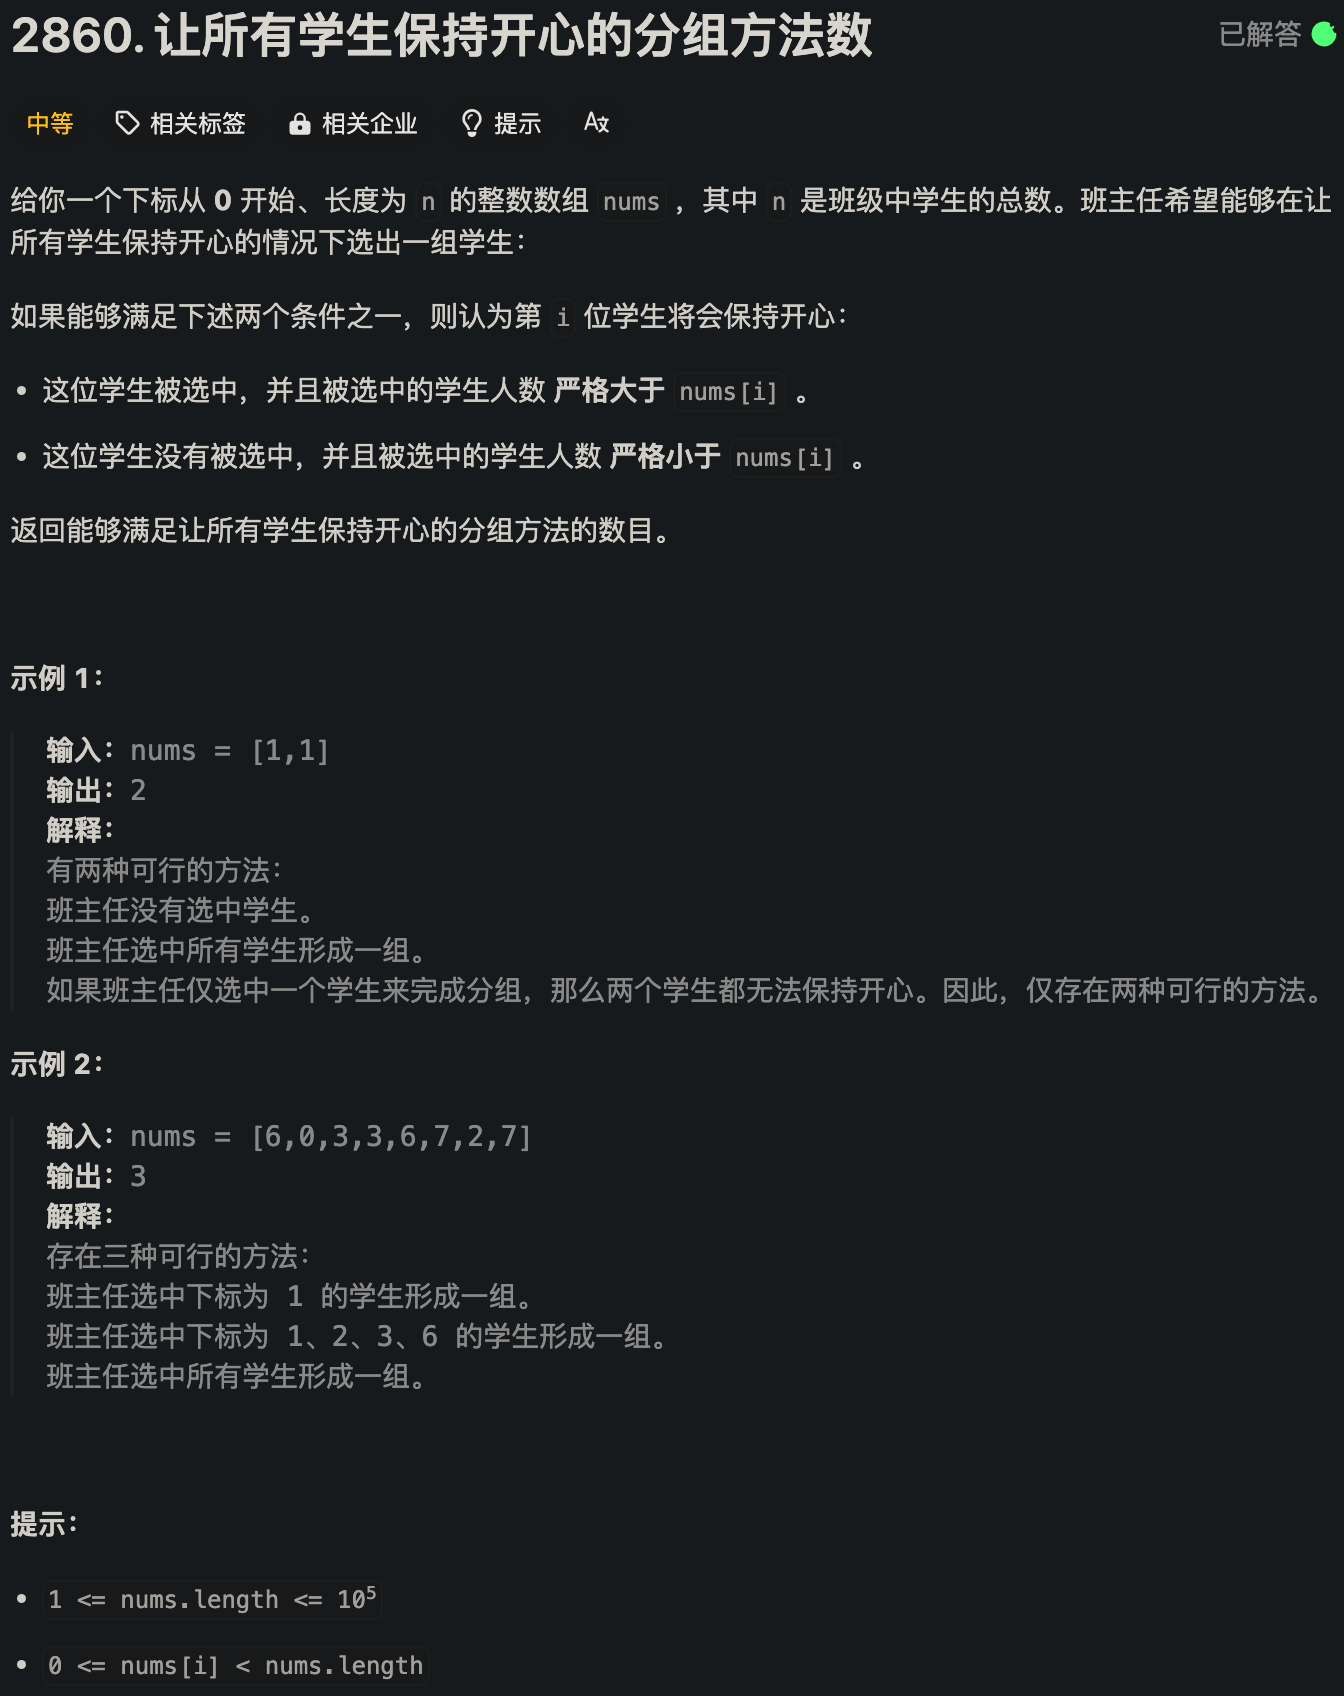 2860. 让所有学生保持开心的分组方法数
已解答
中等 相关标签 相关企业 提示 Aあ
给你一个下标从 0 开始、长度为 n 的整数数组 nums ，其中 n 是班级中学生的总数。班主任希望能够在让
所有学生保持开心的情况下选出一组学生：
如果能够满足下述两个条件之一，则认为第 i 位学生将会保持开心：
• 这位学生被选中，并且被选中的学生人数 严格大于 nums[i] 。
• 这位学生没有被选中，并且被选中的学生人数 严格小于 nums[i] 。
返回能够满足让所有学生保持开心的分组方法的数目。
示例 1：
输入：nums = [1,1]
输出：2
解释：
有两种可行的方法：
班主任没有选中学生。
班主任选中所有学生形成一组。
如果班主任仅选中一个学生来完成分组，那么两个学生都无法保持开心。因此，仅存在两种可行的方法。
示例 2：
输入：nums = [6,0,3,3,6,7,2,7]
输出：3
解释：
存在三种可行的方法：
班主任选中下标为 1 的学生形成一组。
班主任选中下标为 1、2、3、6 的学生形成一组。
班主任选中所有学生形成一组。
提示：
• 1 <= nums.length <= 10⁵
• 0 <= nums[i] < nums.length